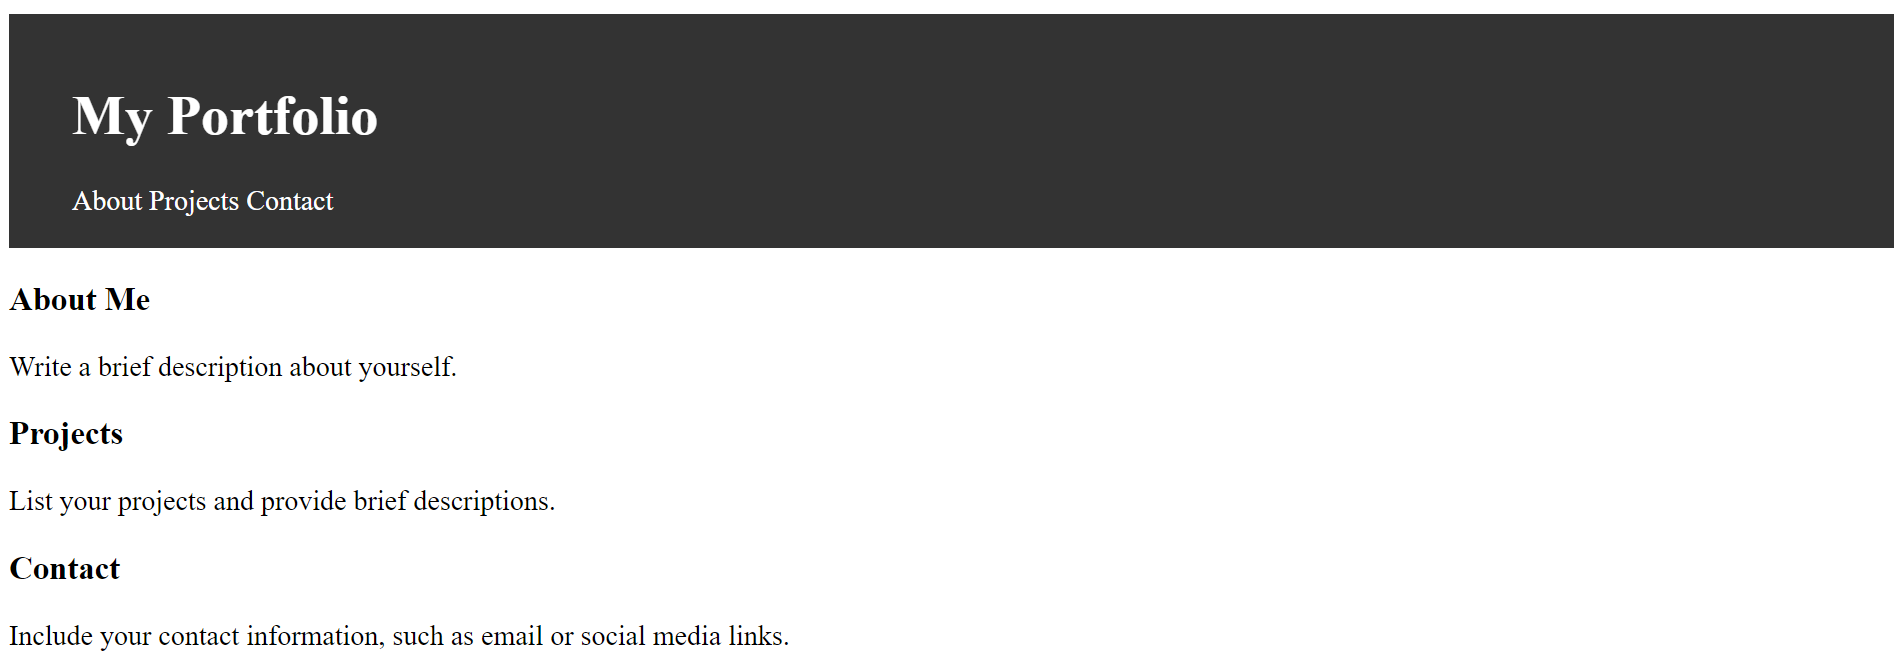 My Portfolio
About Projects Contact
About Me
Write a brief description about yourself.
Projects
List your projects and provide brief descriptions.
Contact
Include your contact information, such as email or social media links.